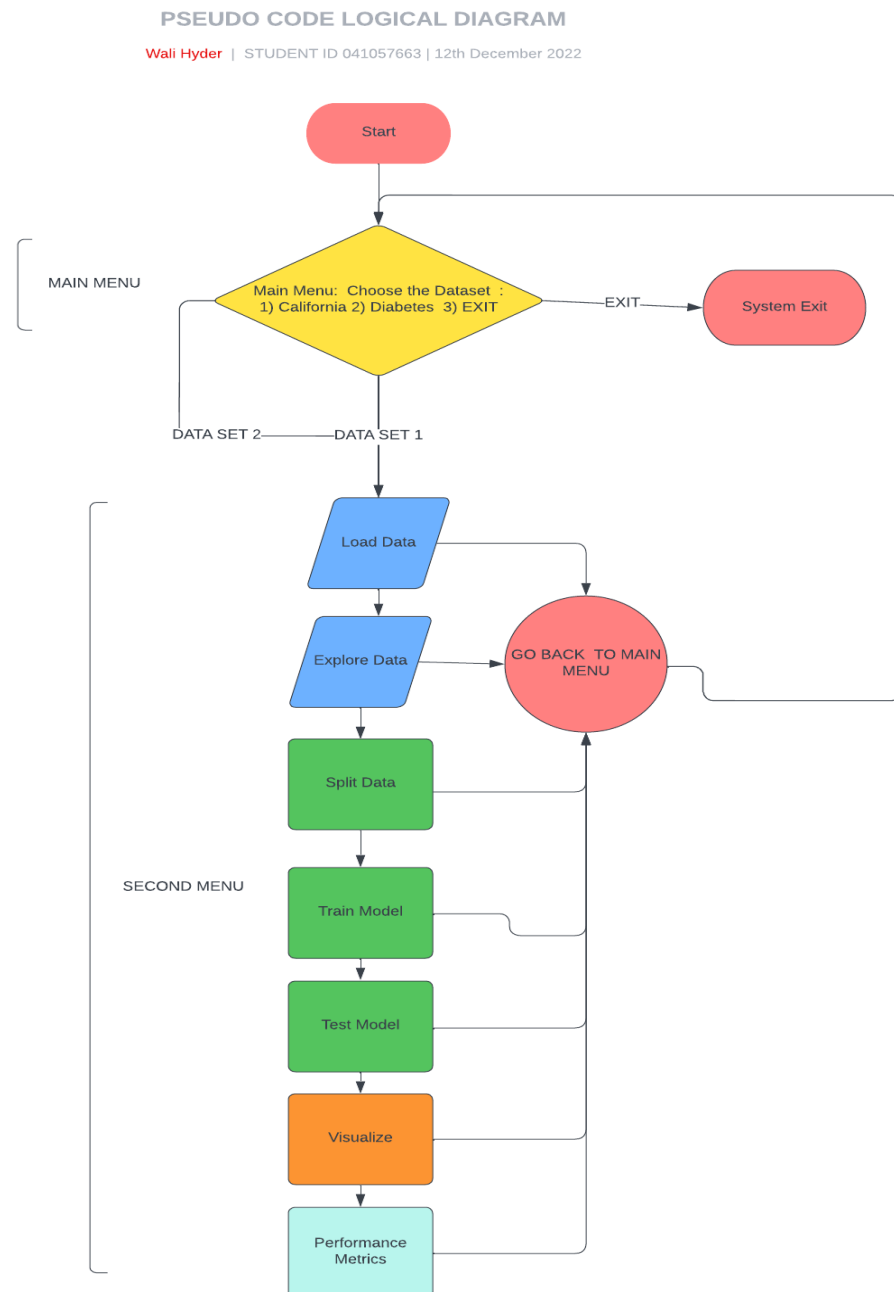 PSEUDO CODE LOGICAL DIAGRAM
Wali Hyder | STUDENT ID 041057663 | 12th December 2022
Start
MAIN MENU
Main Menu: Choose the Dataset :
1) California 2) Diabetes 3) EXIT
EXIT
System Exit
DATA SET 2
DATA SET 1
Load Data
Explore Data
GO BACK TO MAIN
MENU
Split Data
SECOND MENU
Train Model
Test Model
Visualize
Performance
Metrics